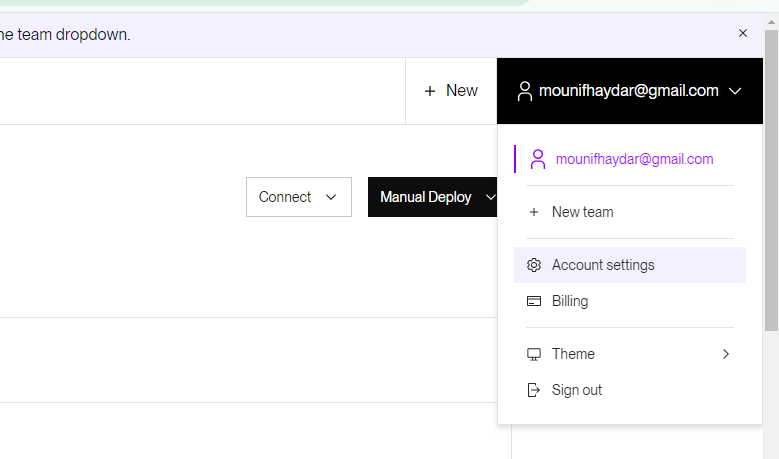 team dropdown.
New
mounifhaydar@gmail.com
mounifhaydar@gmail.com
Connect
Manual Deploy
New team
Account settings
Billing
Theme
Sign out